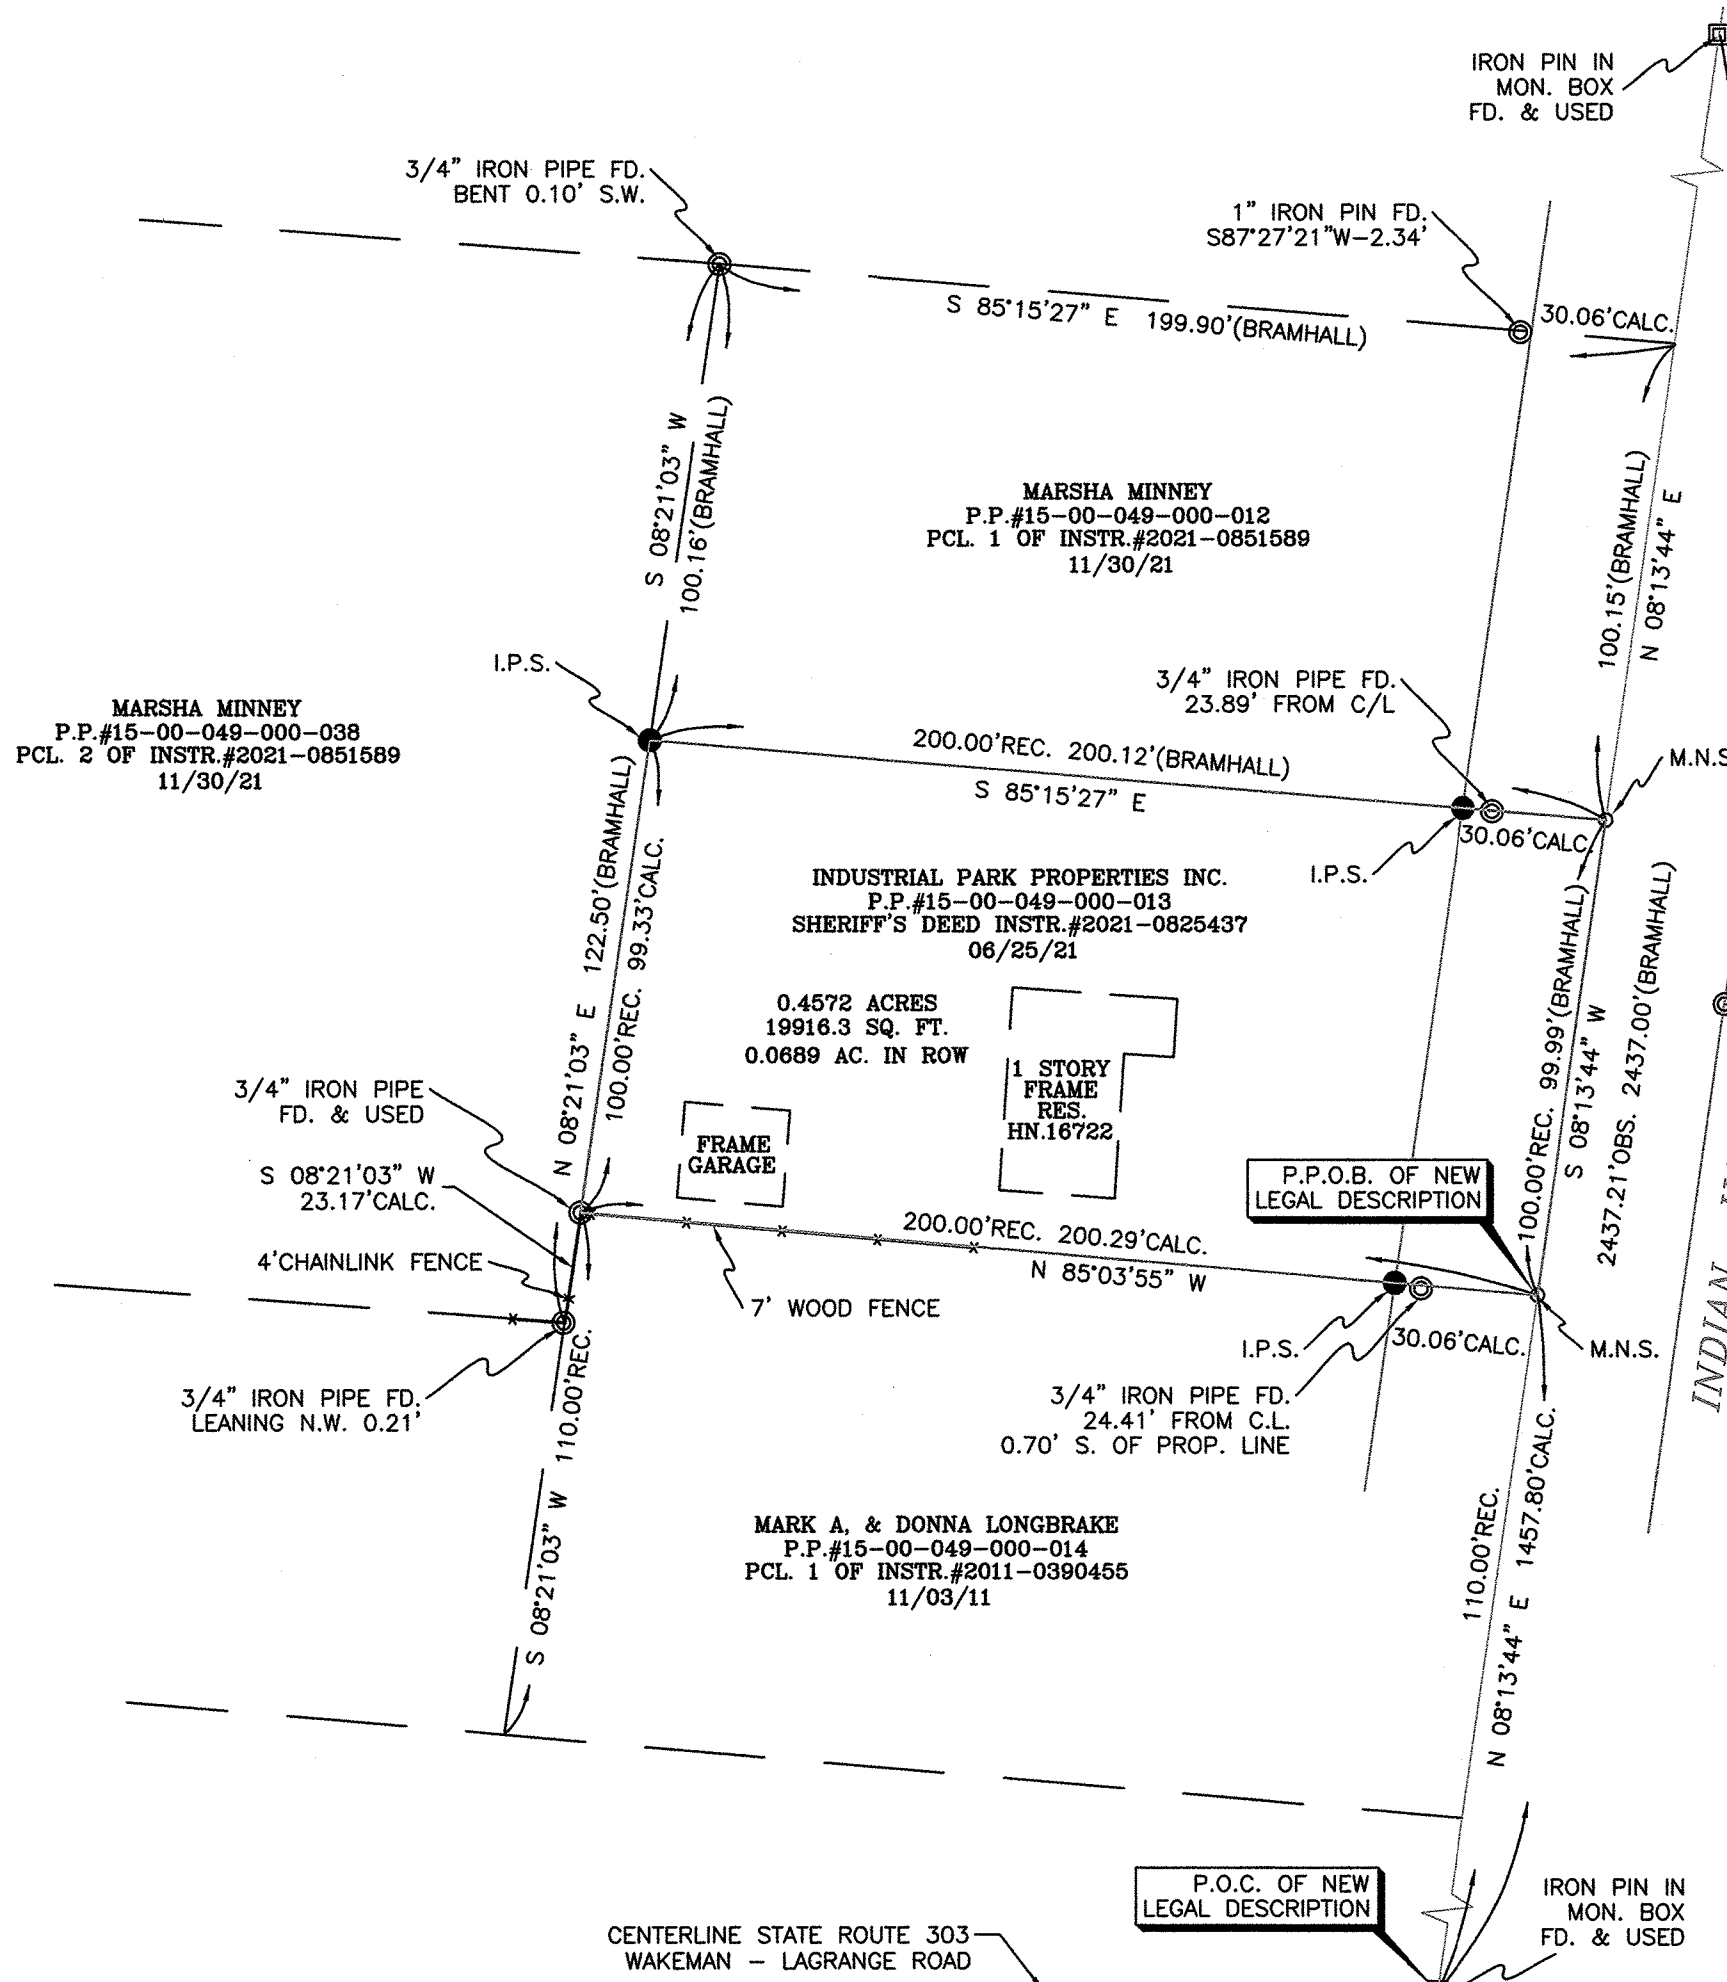 IRON PIN IN
MON. BOX
FD. & USED
3/4" IRON PIPE FD.
BENT 0.10' S.W.
1" IRON PIN FD.
S87°27'21"W-2.34'
30.06'CALC.
S 85°15'27" E 199.90'(BRAMHALL)
S 08°21'03" W
100.16'(BRAMHALL)
MARSHA MINNEY
P.P.#15-00-049-000-012
PCL. 1 OF INSTR.#2021-0851589
11/30/21
100.15'(BRAMHALL)
N 08°13'44" E
I.P.S.
3/4" IRON PIPE FD.
23.89' FROM C/L
MARSHA MINNEY
P.P.#15-00-049-000-038
PCL. 2 OF INSTR.#2021-0851589
11/30/21
200.00'REC. 200.12'(BRAMHALL)
S 85°15'27" E
M.N.S
30.06'CALC.
I.P.S.
N 08°21'03" E 122.50'(BRAMHALL)
100.00'REC. 99.33'CALC.
INDUSTRIAL PARK PROPERTIES INC.
P.P.#15-00-049-000-013
SHERIFF'S DEED INSTR.#2021-0825437
06/25/21
0.4572 ACRES
19916.3 SQ. FT.
0.0689 AC. IN ROW
1 STORY
FRAME
RES.
HN.16722
FRAME
GARAGE
100.00'REC. 99.99'(BRAMHALL)
S 08°13'44" W
2437.21'OBS. 2437.00'(BRAMHALL)
3/4" IRON PIPE
FD. & USED
S 08°21'03" W
23.17'CALC.
4'CHAINLINK FENCE
P.P.O.B. OF NEW
LEGAL DESCRIPTION
200.00'REC. 200.29'CALC.
N 85°03'55" W
7' WOOD FENCE
I.P.S.
30.06'CALC.
M.N.S.
INDIAN
3/4" IRON PIPE FD.
LEANING N.W. 0.21'
3/4" IRON PIPE FD.
24.41' FROM C.L.
0.70' S. OF PROP. LINE
S 08°21'03" W 110.00'REC.
MARK A, & DONNA LONGBRAKE
P.P.#15-00-049-000-014
PCL. 1 OF INSTR.#2011-0390455
11/03/11
110.00'REC.
N 08°13'44" E 1457.80'CALC.
P.O.C. OF NEW
LEGAL DESCRIPTION
IRON PIN IN
MON. BOX
FD. & USED
CENTERLINE STATE ROUTE 303
WAKEMAN - LAGRANGE ROAD